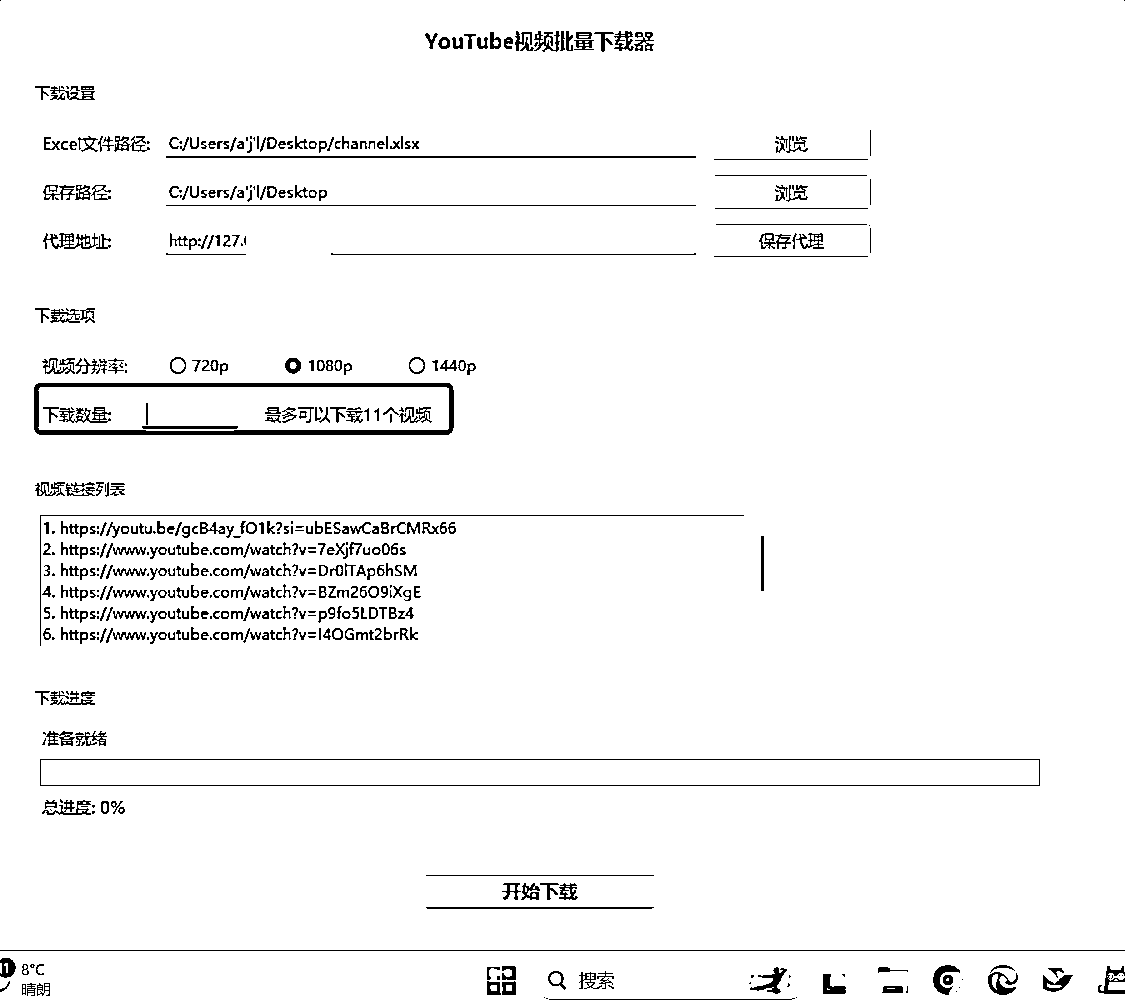 YouTube视频批量下载器
下载设置
Excel文件路径: C:/Users/a'j'l/Desktop/channel.xlsx 浏览
保存路径: C:/Users/a'j'l/Desktop 浏览
代理地址: http://127. 保存代理
下载选项
视频分辨率: 720p 1080p 1440p
下载数量: 最多可以下载11个视频
视频链接列表
1. https://youtu.be/gcB4ay_fO1k?si=ubESawCaBrCMRx66
2. https://www.youtube.com/watch?v=7eXjf7uo06s
3. https://www.youtube.com/watch?v=Dr0lTAp6hSM
4. https://www.youtube.com/watch?v=BZm26O9iXgE
5. https://www.youtube.com/watch?v=p9fo5LDTBz4
6. https://www.youtube.com/watch?v=I4OGmt2brRk
下载进度
准备就绪
总进度: 0%
开始下载
8°C
晴朗
搜索